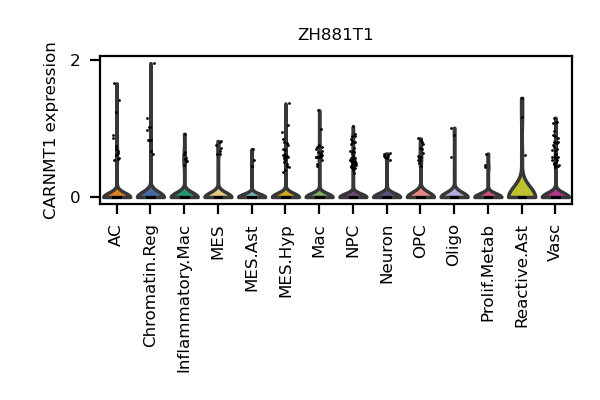 ZH881T1
CARNMT1 expression
2
0
AC
Chromatin.Reg
Inflammatory.Mac
MES
MES.Ast
MES.Hyp
Mac
NPC
Neuron
OPC
Oligo
Prolif.Metab
Reactive.Ast
Vasc